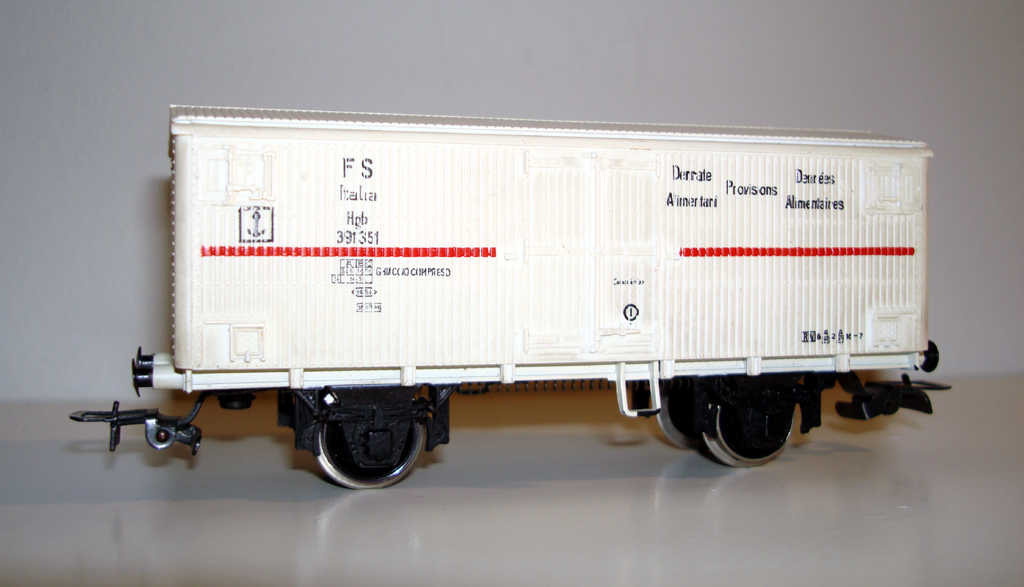 FS
Italia
Hgb
391351
GHIACCIO COMPRESO
Derrate
Alimentari
Provisions
Denrées
Alimentaires